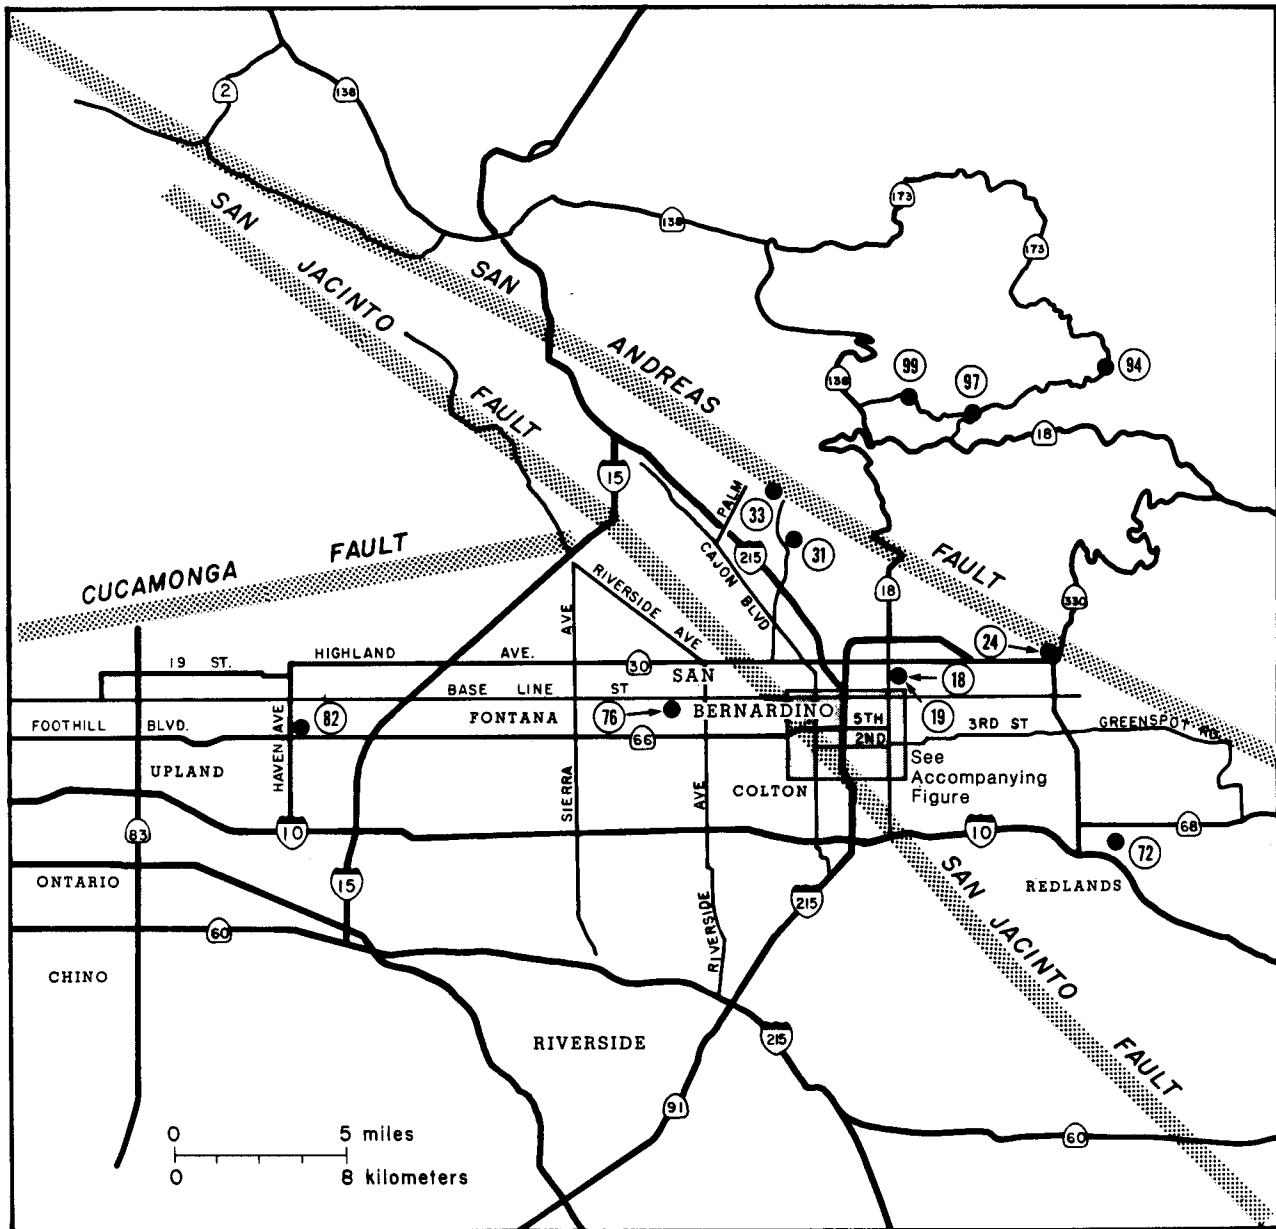 2
138
SAN
JACINTO
FAULT
SAN
ANDREAS
FAULT
138
173
173
138
99
97
94
18
15
PALM
33
31
215
CAJON BLVD
18
330
CUCAMONGA
FAULT
RIVERSIDE AVE
AVE
24
19 ST.
HIGHLAND
AVE.
30
SAN
18
BASE LINE ST
BERNARDINO
19
FOOTHILL BLVD.
82
FONTANA
76
66
5TH
2ND
3RD ST
GREENSPOT RD
UPLAND
HAVEN AVE
SIERRA
AVE
COLTON
See
Accompanying
Figure
83
10
10
68
72
ONTARIO
15
215
SAN JACINTO
FAULT
REDLANDS
60
RIVERSIDE
CHINO
RIVERSIDE
215
91
60
0 5 miles
0 8 kilometers